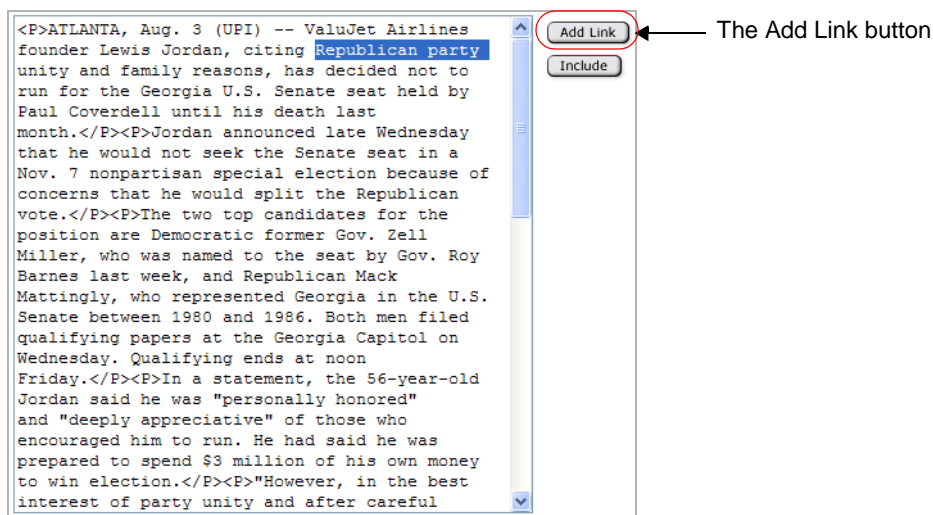 <P>ATLANTA, Aug. 3 (UPI) -- ValuJet Airlines
founder Lewis Jordan, citing Republican party
unity and family reasons, has decided not to
run for the Georgia U.S. Senate seat held by
Paul Coverdell until his death last
month.</P><P>Jordan announced late Wednesday
that he would not seek the Senate seat in a
Nov. 7 nonpartisan special election because of
concerns that he would split the Republican
vote.</P><P>The two top candidates for the
position are Democratic former Gov. Zell
Miller, who was named to the seat by Gov. Roy
Barnes last week, and Republican Mack
Mattingly, who represented Georgia in the U.S.
Senate between 1980 and 1986. Both men filed
qualifying papers at the Georgia Capitol on
Wednesday. Qualifying ends at noon
Friday.</P><P>In a statement, the 56-year-old
Jordan said he was "personally honored"
and "deeply appreciative" of those who
encouraged him to run. He had said he was
prepared to spend $3 million of his own money
to win election.</P><P>"However, in the best
interest of party unity and after careful
Add Link
Include
The Add Link button